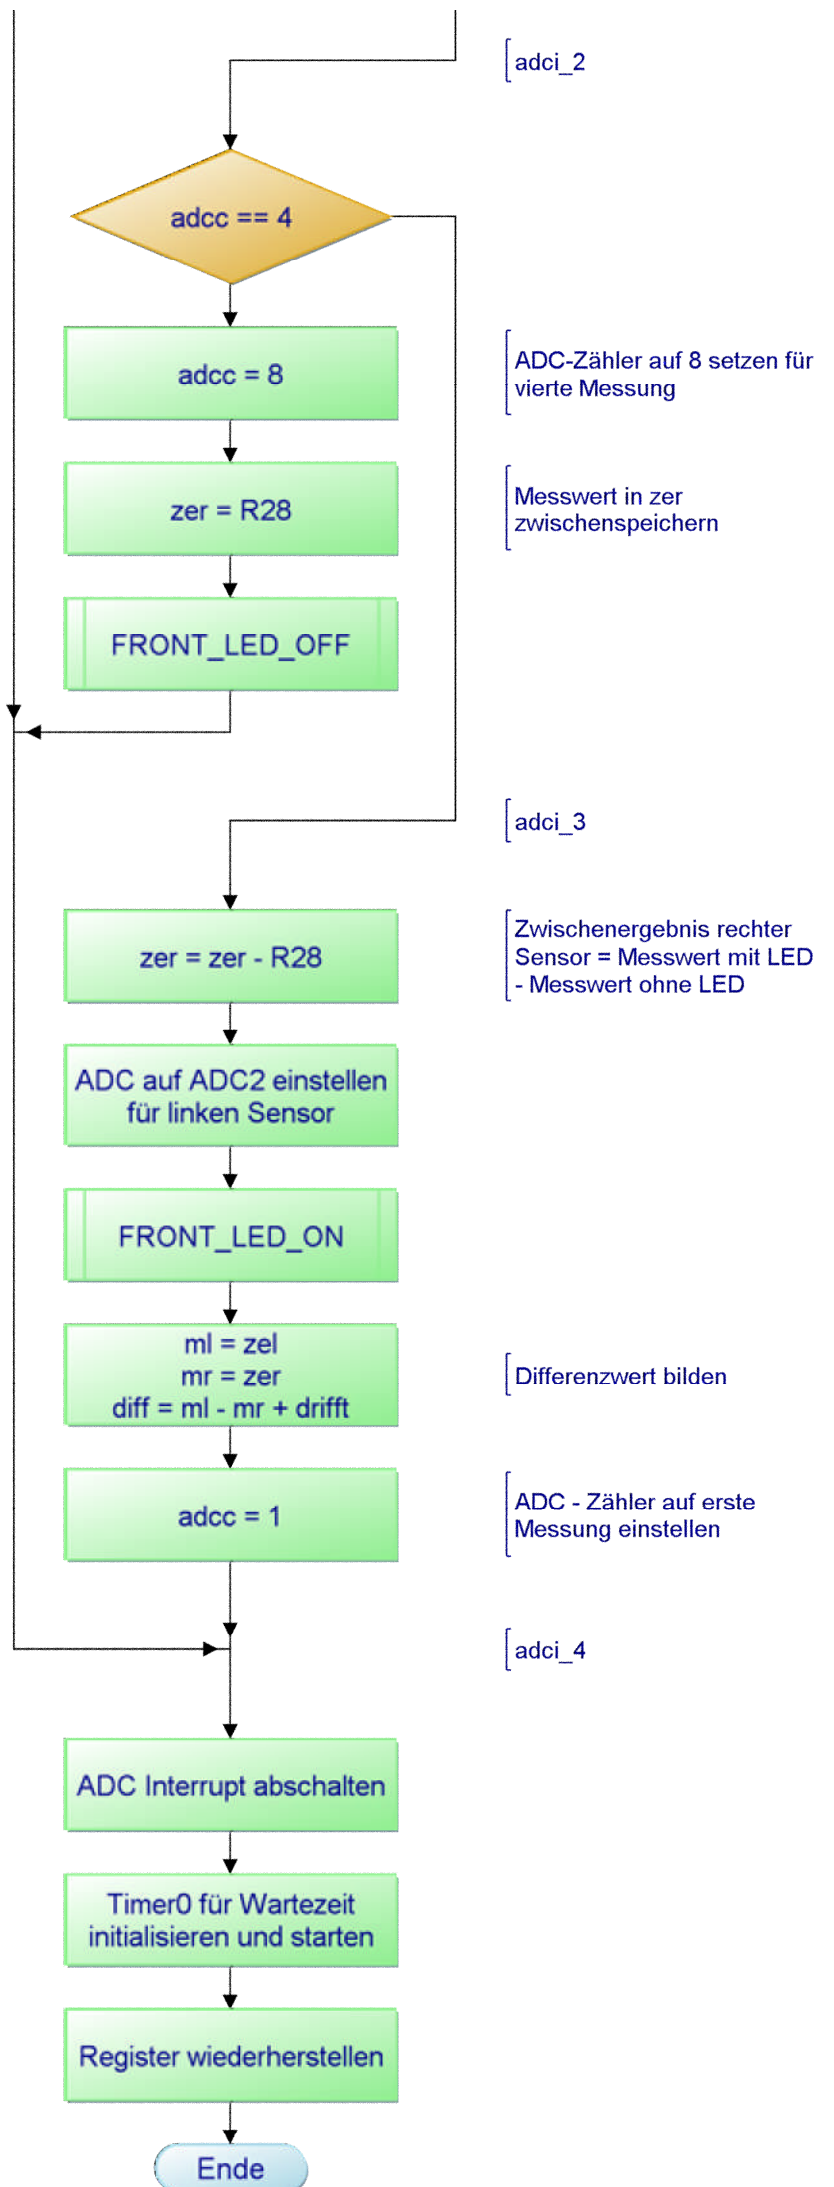 adci_2
adcc == 4
adcc = 8
ADC-Zähler auf 8 setzen für
vierte Messung
zer = R28
Messwert in zer
zwischenspeichern
FRONT_LED_OFF
adci_3
zer = zer - R28
Zwischenergebnis rechter
Sensor = Messwert mit LED
- Messwert ohne LED
ADC auf ADC2 einstellen
für linken Sensor
FRONT_LED_ON
ml = zel
mr = zer
diff = ml - mr + drifft
Differenzwert bilden
adcc = 1
ADC - Zähler auf erste
Messung einstellen
adci_4
ADC Interrupt abschalten
Timer0 für Wartezeit
initialisieren und starten
Register wiederherstellen
Ende